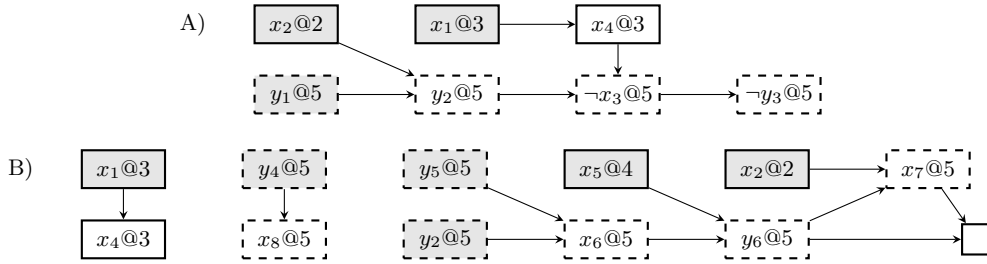 A) x₂@2 x₁@3 x₄@3
y₁@5 y₂@5 ¬x₃@5 ¬y₃@5
B) x₁@3 y₄@5 y₅@5 x₅@4 x₂@2 x₇@5
x₄@3 x₈@5 y₂@5 x₆@5 y₆@5